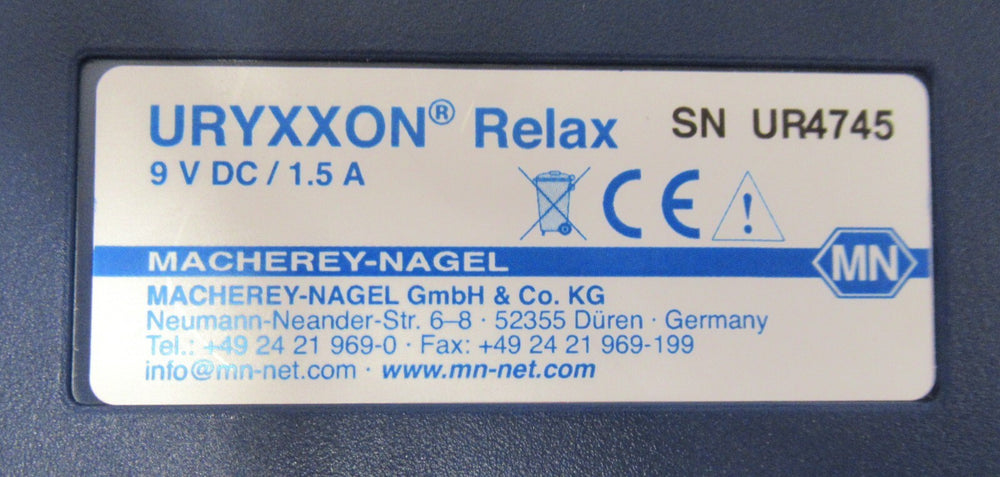 URYXXON® Relax SN UR4745
9 V DC / 1.5 A
CE
MACHEREY-NAGEL
MN
MACHEREY-NAGEL GmbH & Co. KG
Neumann-Neander-Str. 6–8 · 52355 Düren · Germany
Tel.: +49 24 21 969-0 · Fax: +49 24 21 969-199
info@mn-net.com · www.mn-net.com